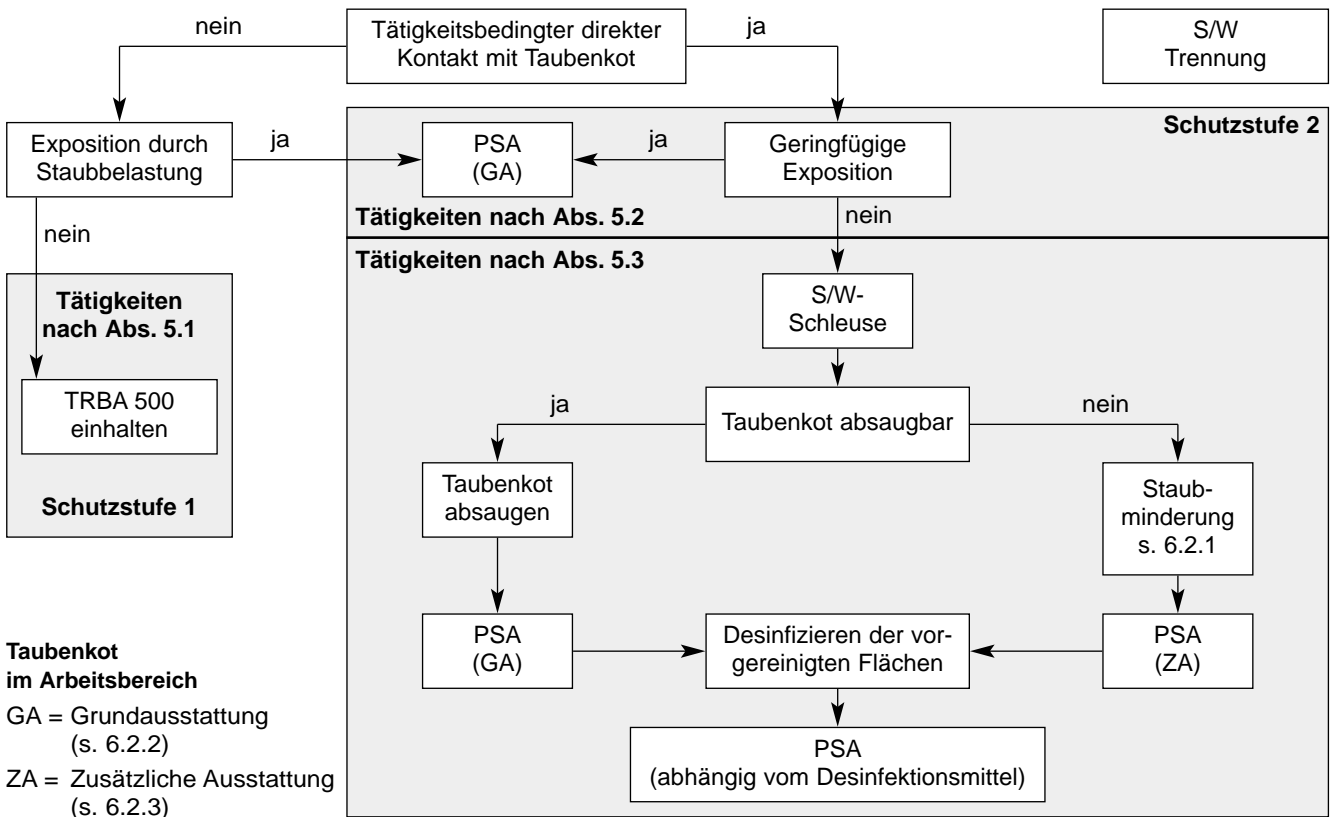 nein
Tätigkeitsbedingter direkter
Kontakt mit Taubenkot
ja
S/W
Trennung
Exposition durch
Staubbelastung
ja
PSA
(GA)
ja
Geringfügige
Exposition
Schutzstufe 2
nein
Tätigkeiten nach Abs. 5.2
nein
Tätigkeiten nach Abs. 5.3
Tätigkeiten
nach Abs. 5.1
TRBA 500
einhalten
Schutzstufe 1
S/W-
Schleuse
ja
Taubenkot absaugbar
nein
Taubenkot
absaugen
Staub-
minderung
s. 6.2.1
PSA
(GA)
Desinfizieren der vor-
gereinigten Flächen
PSA
(ZA)
PSA
(abhängig vom Desinfektionsmittel)
Taubenkot
im Arbeitsbereich
GA = Grundausstattung
(s. 6.2.2)
ZA = Zusätzliche Ausstattung
(s. 6.2.3)